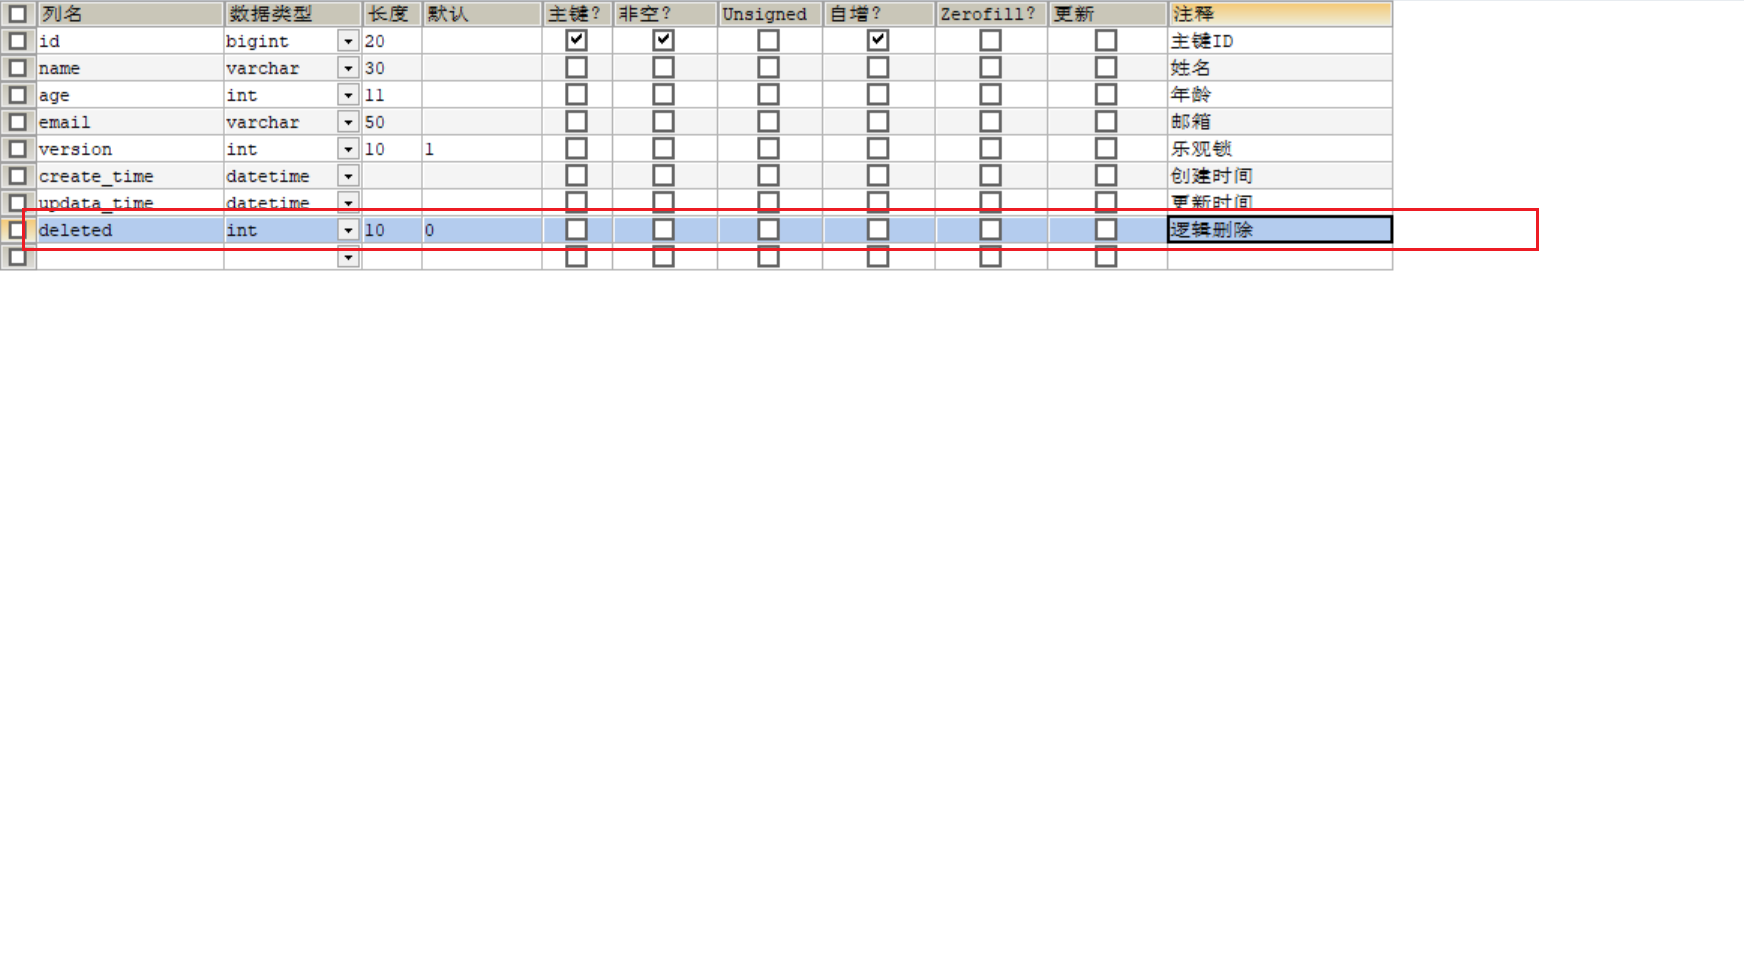 列名 数据类型 长度 默认 主键? 非空? Unsigned 自增? Zerofill? 更新 注释
id bigint 20 主键ID
name varchar 30 姓名
age int 11 年龄
email varchar 50 邮箱
version int 10 1 乐观锁
create_time datetime 创建时间
updata_time datetime 更新时间
deleted int 10 0 逻辑删除